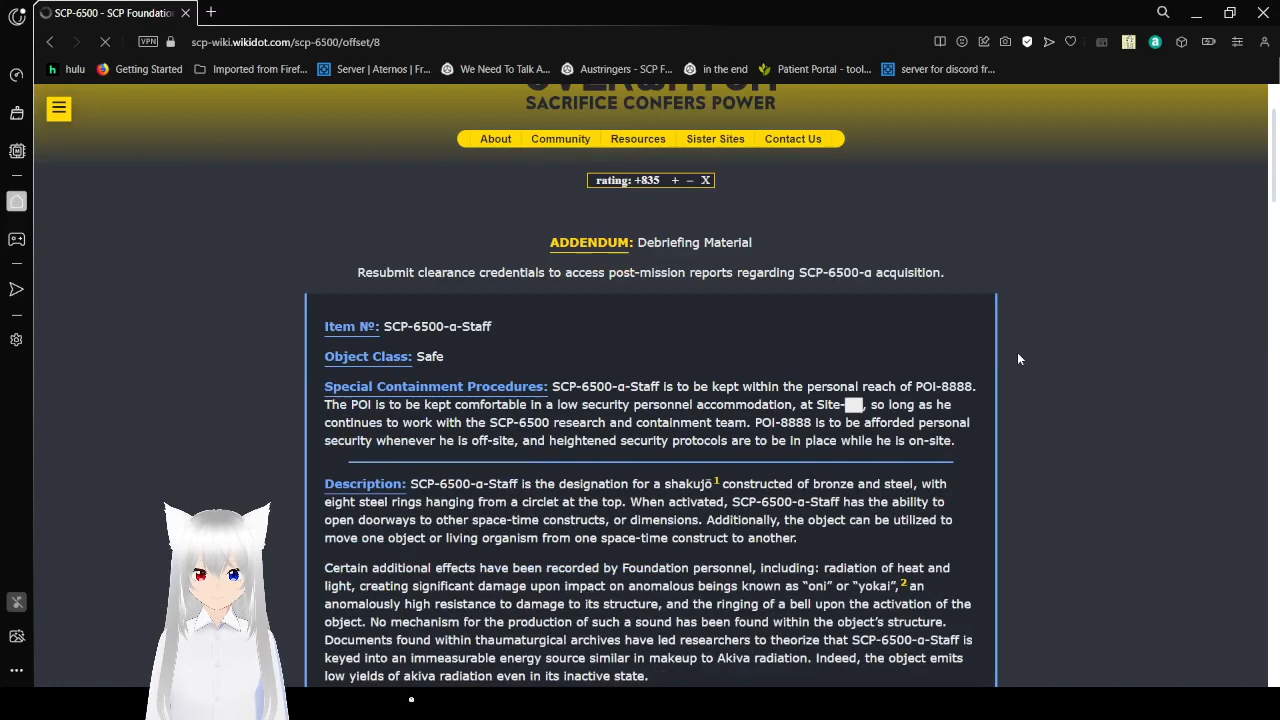 SCP-6500 - SCP Foundation
scp-wiki.wikidot.com/scp-6500/offset/8
VPN
hulu
Getting Started
Imported from Firef...
Server | Aternos | Fr...
We Need To Talk A...
Austringers - SCP F...
in the end
Patient Portal - tool...
server for discord fr...
OVERWATCH
SACRIFICE CONFERS POWER
About
Community
Resources
Sister Sites
Contact Us
rating: +835 + – X
ADDENDUM: Debriefing Material
Resubmit clearance credentials to access post-mission reports regarding SCP-6500-α acquisition.
Item №: SCP-6500-α-Staff
Object Class: Safe
Special Containment Procedures: SCP-6500-α-Staff is to be kept within the personal reach of POI-8888.
The POI is to be kept comfortable in a low security personnel accommodation, at Site-██, so long as he
continues to work with the SCP-6500 research and containment team. POI-8888 is to be afforded personal
security whenever he is off-site, and heightened security protocols are to be in place while he is on-site.
Description: SCP-6500-α-Staff is the designation for a shakujō1 constructed of bronze and steel, with
eight steel rings hanging from a circlet at the top. When activated, SCP-6500-α-Staff has the ability to
open doorways to other space-time constructs, or dimensions. Additionally, the object can be utilized to
move one object or living organism from one space-time construct to another.
Certain additional effects have been recorded by Foundation personnel, including: radiation of heat and
light, creating significant damage upon impact on anomalous beings known as “oni” or “yokai”,2 an
anomalously high resistance to damage to its structure, and the ringing of a bell upon the activation of the
object. No mechanism for the production of such a sound has been found within the object's structure.
Documents found within thaumaturgical archives have led researchers to theorize that SCP-6500-α-Staff is
keyed into an immeasurable energy source similar in makeup to Akiva radiation. Indeed, the object emits
low yields of akiva radiation even in its inactive state.